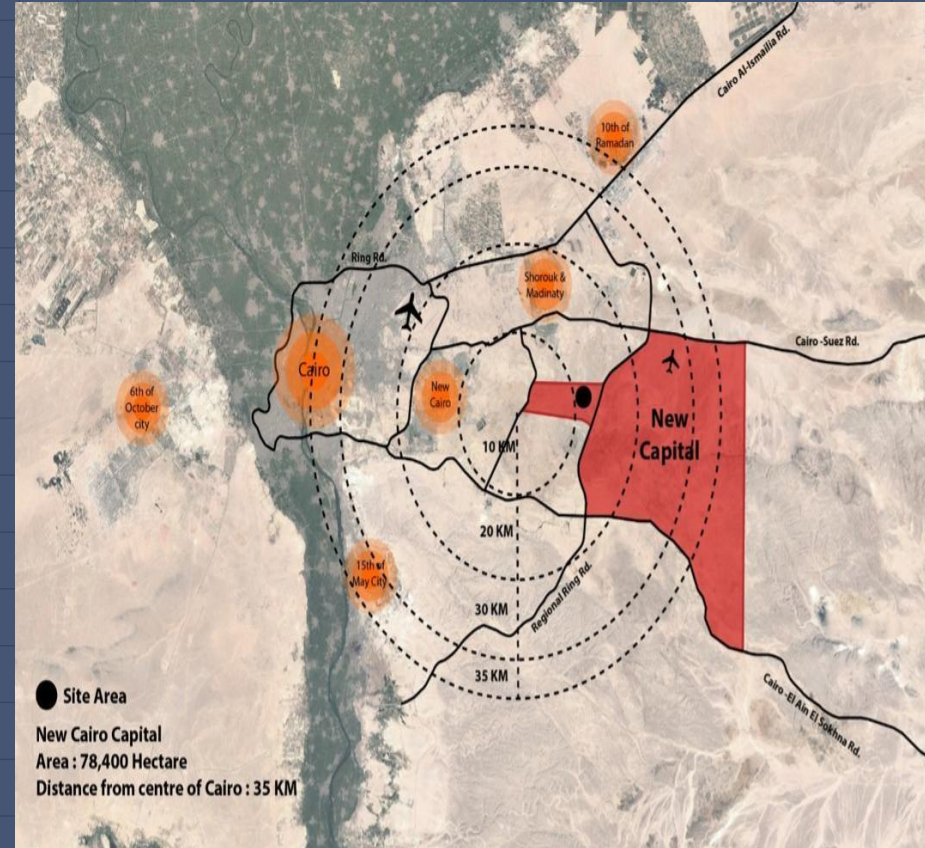 Cairo Al-Ismailia Rd.
10th of
Ramadan
Ring Rd.
Shorouk &
Madinaty
Cairo -Suez Rd.
Cairo
New
Cairo
6th of
October
city
New
Capital
10 KM
20 KM
15th of
May City
30 KM
Regional Ring Rd.
35 KM
Cairo -El Ain El Sokhna Rd.
Site Area
New Cairo Capital
Area : 78,400 Hectare
Distance from centre of Cairo : 35 KM